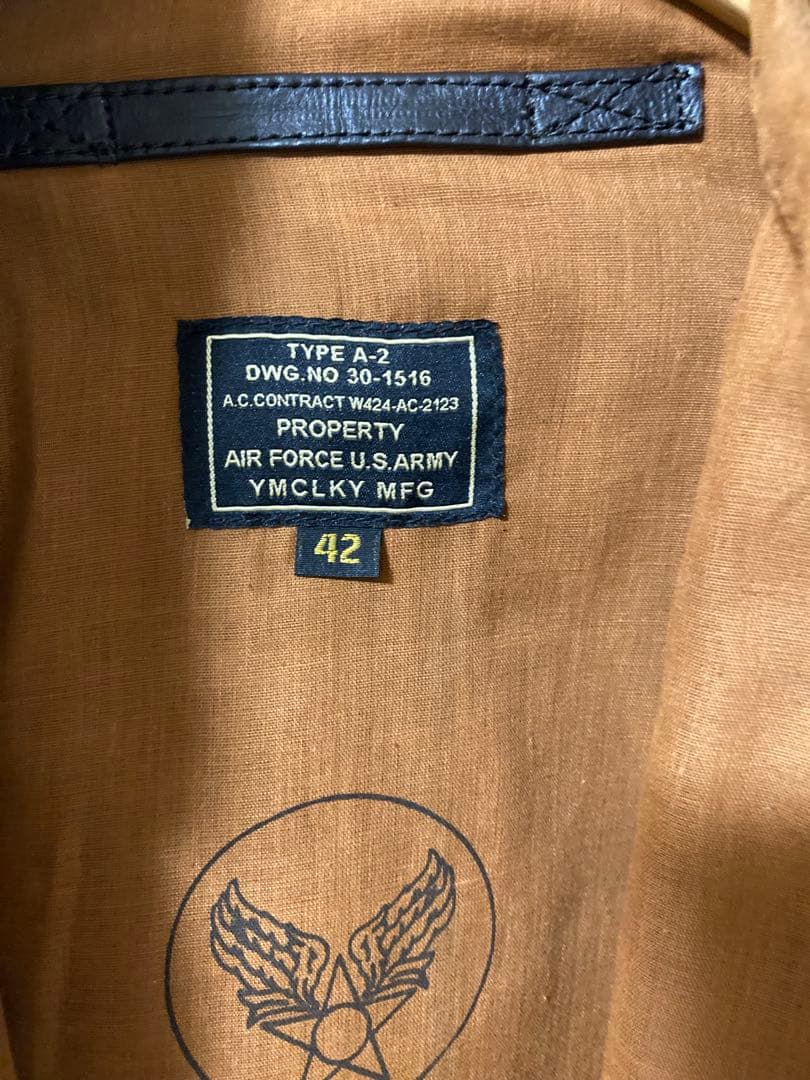 TYPE A-2
DWG.NO 30-1516
A.C.CONTRACT W424-AC-2123
PROPERTY
AIR FORCE U.S.ARMY
YMCLKY MFG
42